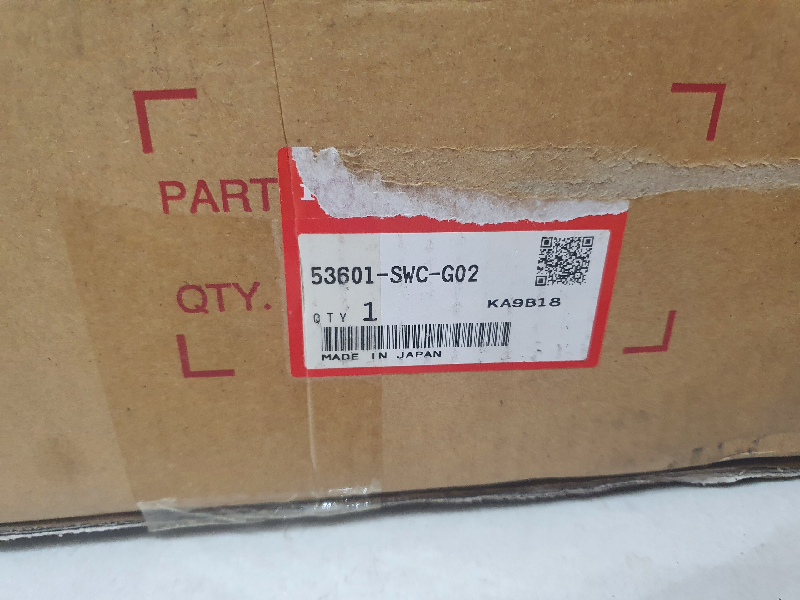 PART
53601-SWC-G02
QTY.
QTY 1
KA9B18
MADE IN JAPAN